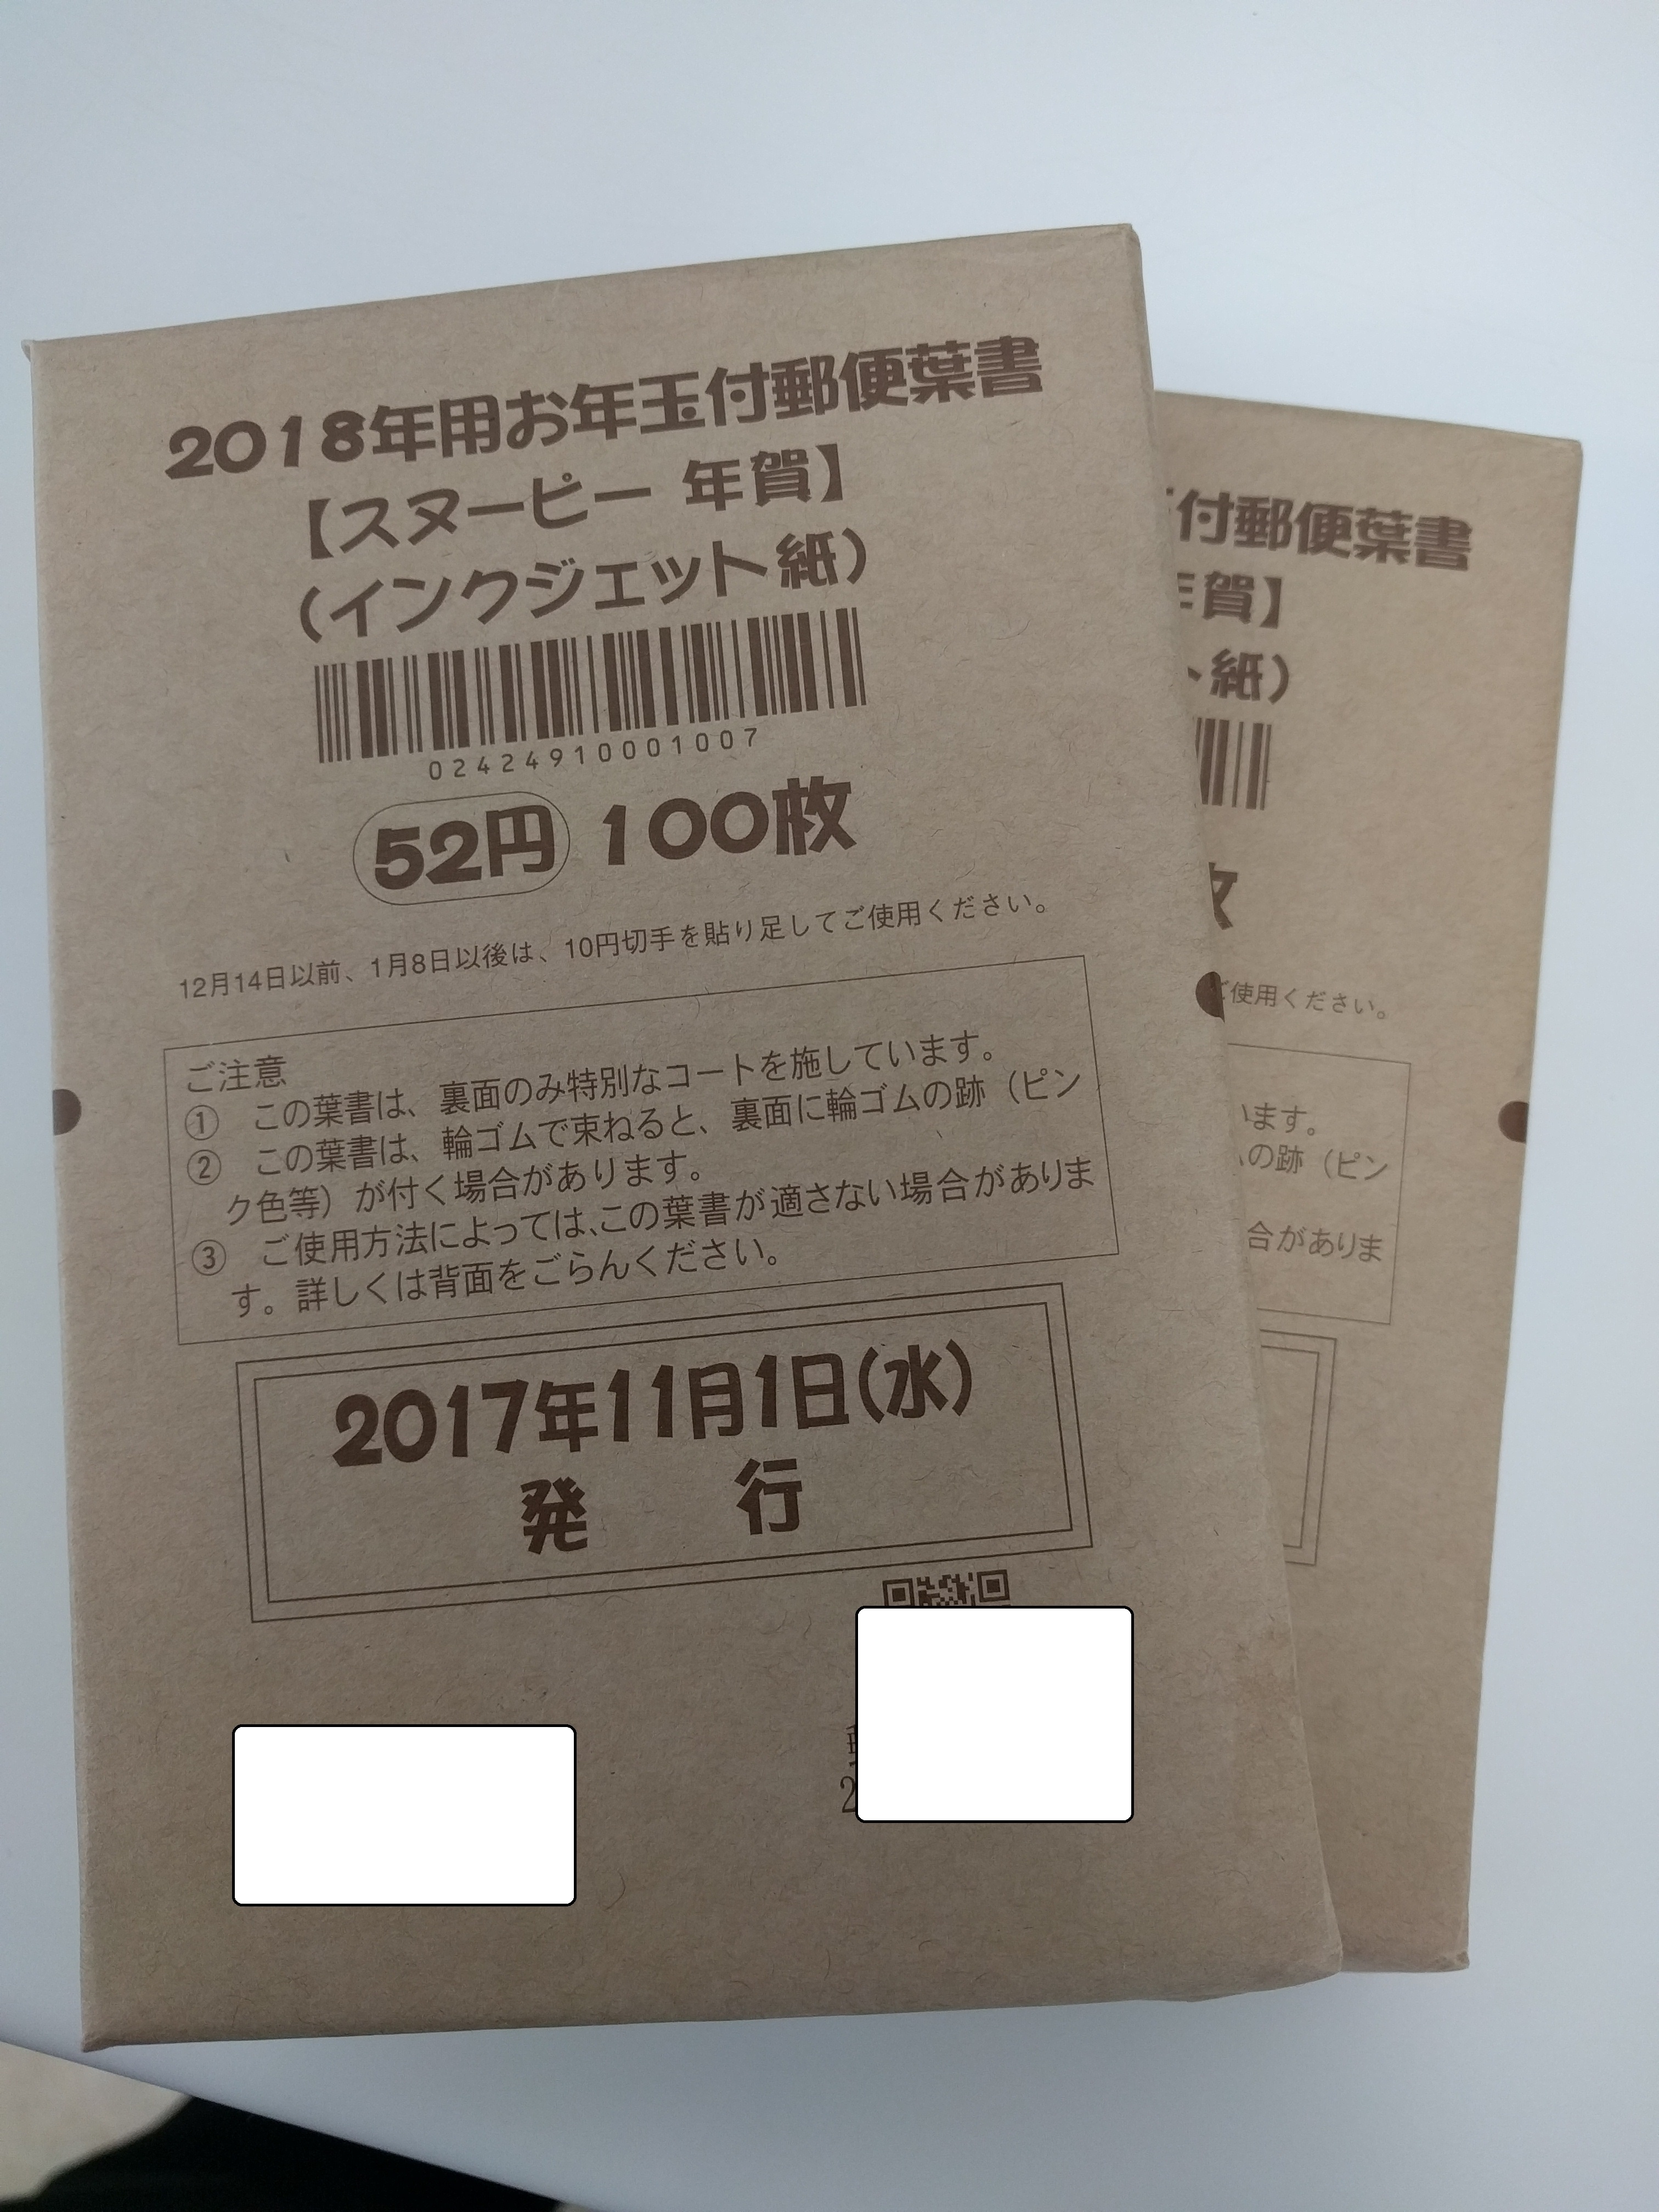 2018年用お年玉付郵便葉書
【スヌーピー 年賀】
(インクジェット紙)
02424910001007
52円 100枚
12月14日以前、1月8日以後は、10円切手を貼り足してご使用ください。
ご注意
① この葉書は、裏面のみ特別なコートを施しています。
② この葉書は、輪ゴムで束ねると、裏面に輪ゴムの跡（ピン
ク色等）が付く場合があります。
③ ご使用方法によっては、この葉書が適さない場合がありま
す。詳しくは背面をごらんください。
2017年11月1日(水)
発 行
2
付郵便葉書
賀】
ト紙)
枚
ご使用ください。
います。
の跡（ピン
合がありま